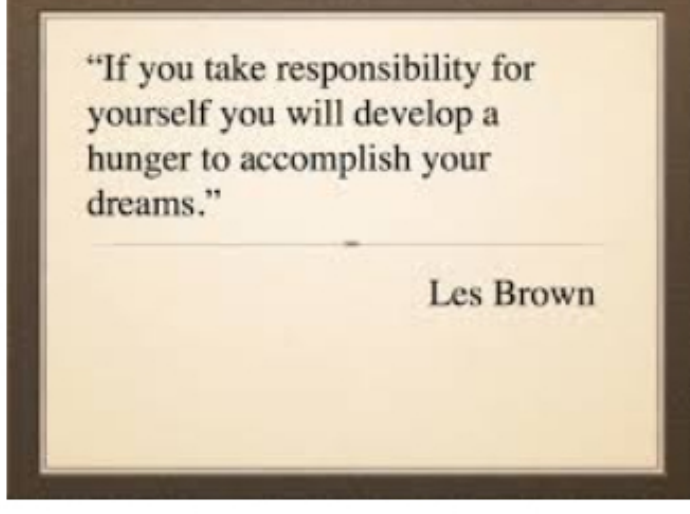 “If you take responsibility for
yourself you will develop a
hunger to accomplish your
dreams.”
Les Brown